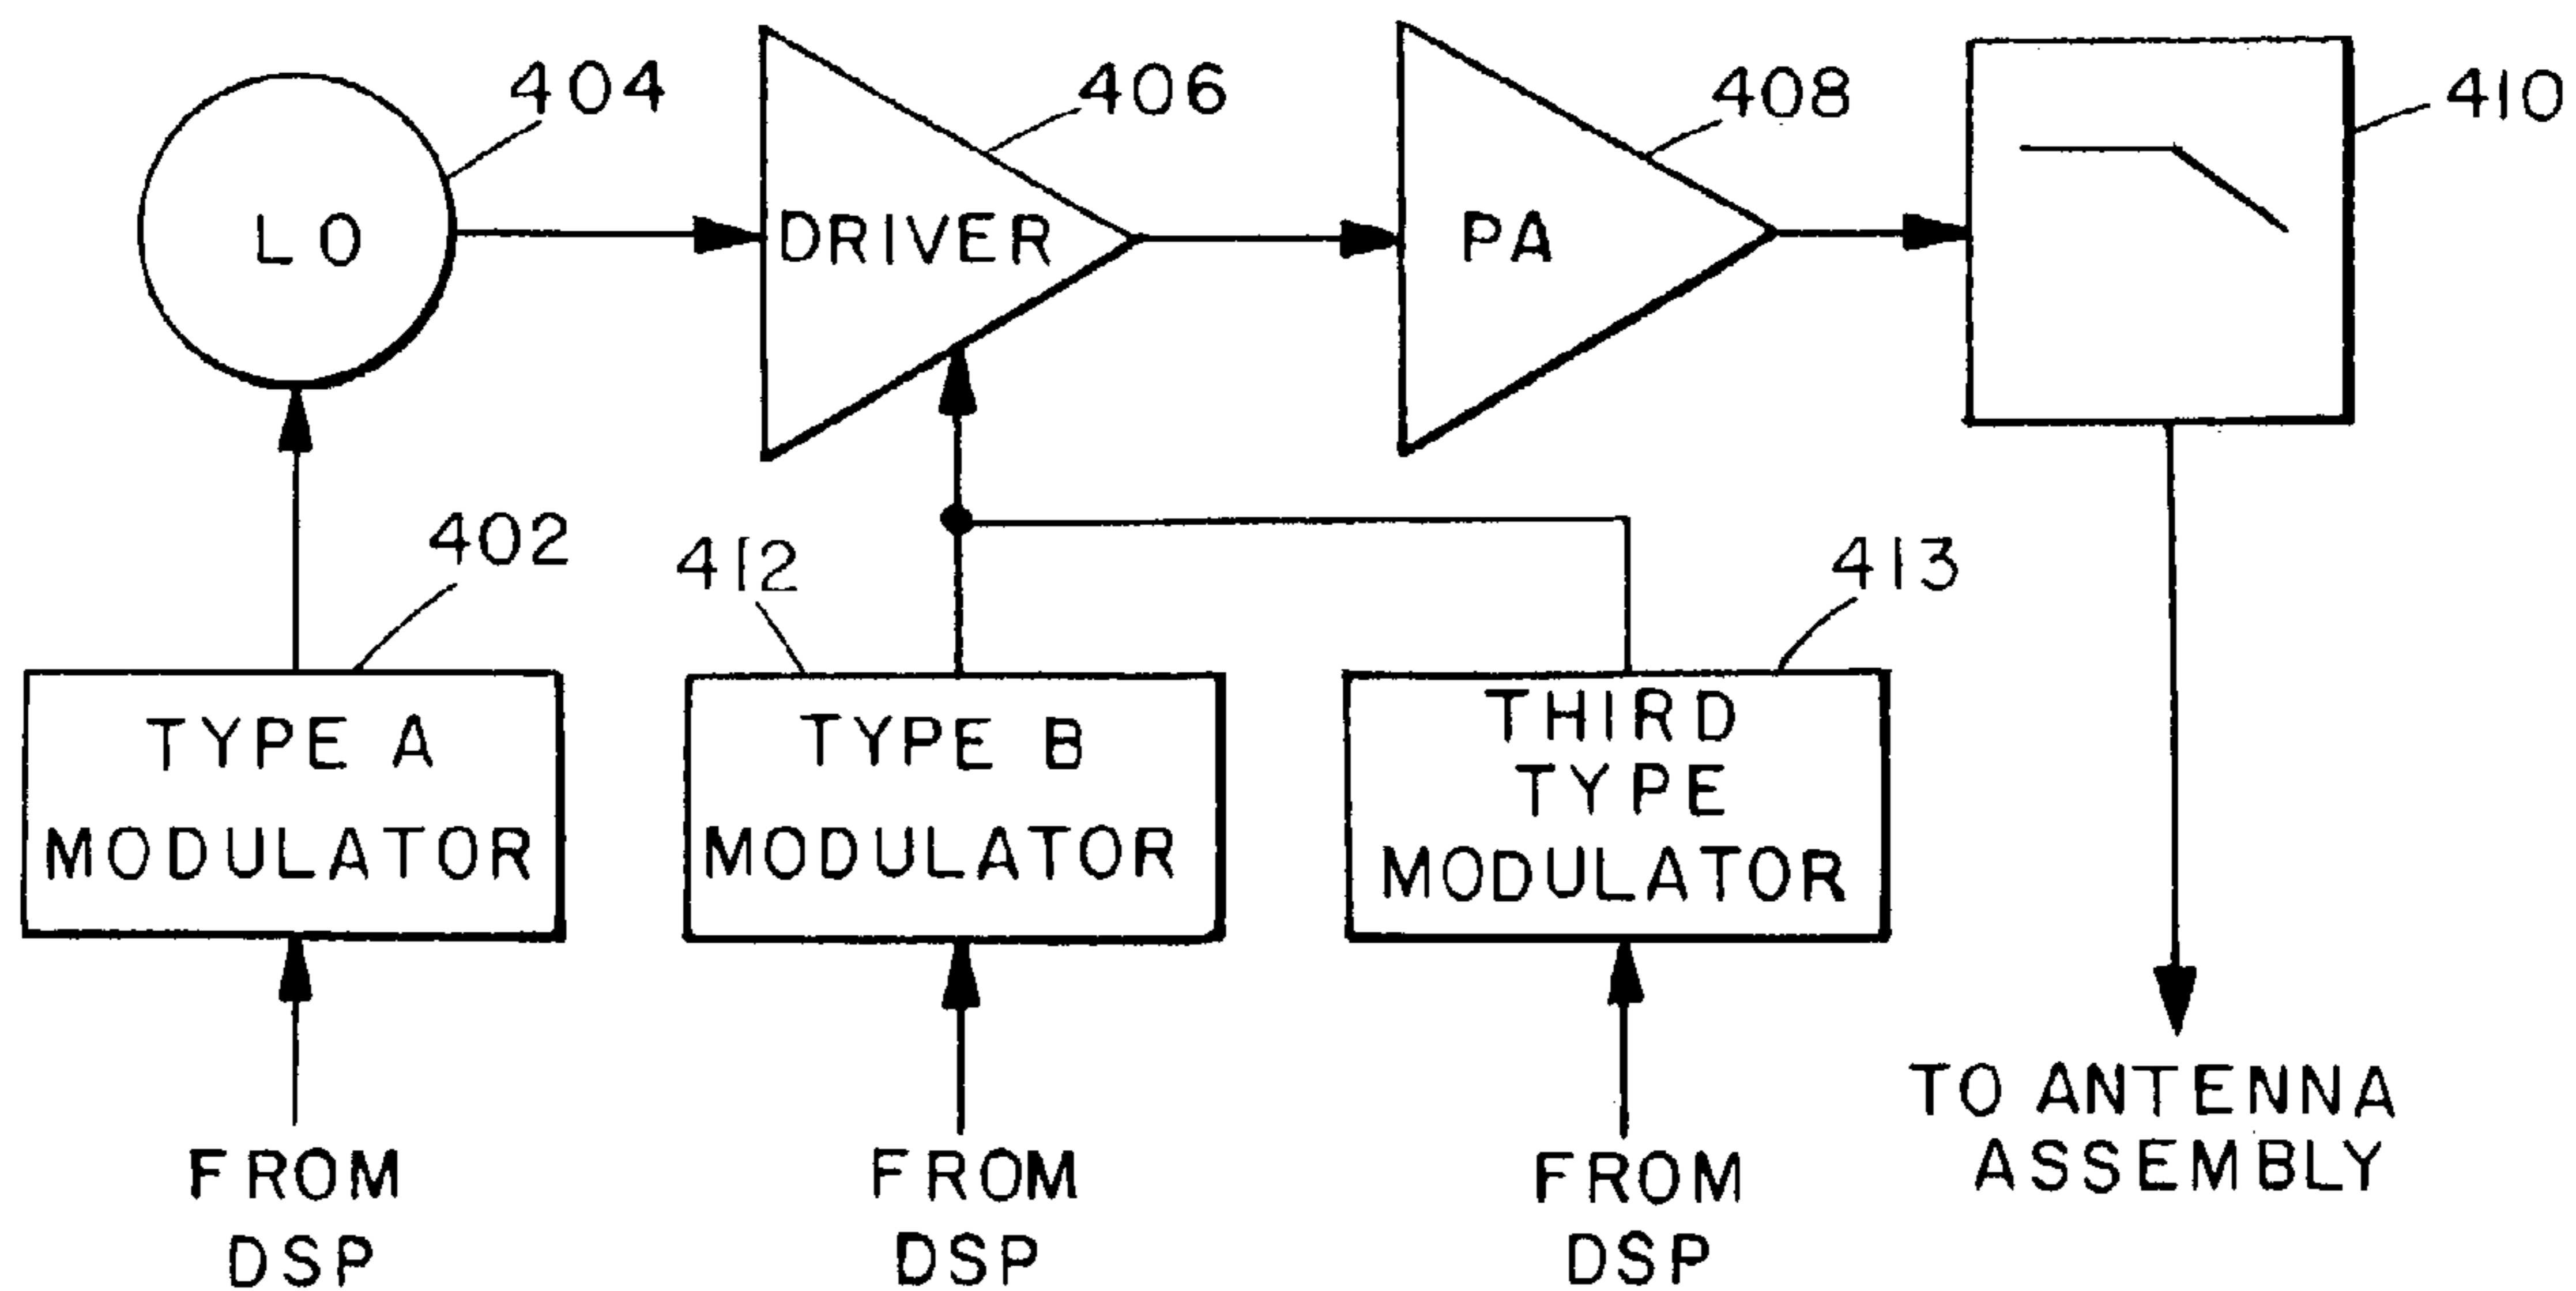 404
406
408
410
LO
DRIVER
PA
402
412
413
TYPE A
MODULATOR
TYPE B
MODULATOR
THIRD
TYPE
MODULATOR
FROM
DSP
FROM
DSP
FROM
DSP
TO ANTENNA
ASSEMBLY